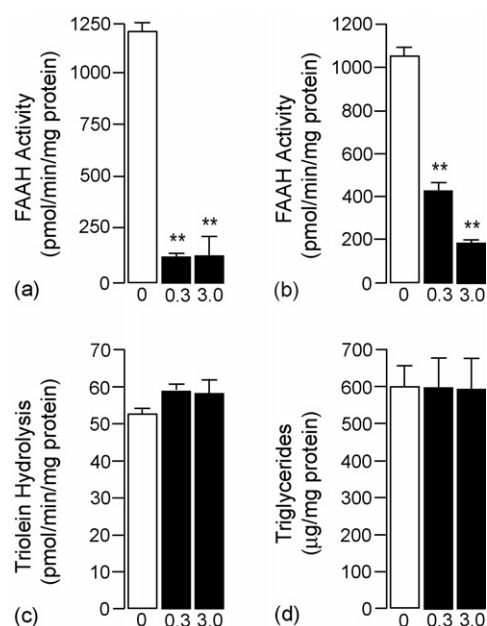 1250
1000
750
500
250
0
FAAH Activity
(pmol/min/mg protein)
**
**
(a)
0 0.3 3.0
1200
1000
800
600
400
200
0
FAAH Activity
(pmol/min/mg protein)
**
**
(b)
0 0.3 3.0
70
60
50
40
30
20
10
0
Triolein Hydrolysis
(pmol/min/mg protein)
(c)
0 0.3 3.0
700
600
500
400
300
200
100
0
Triglycerides
(µg/mg protein)
(d)
0 0.3 3.0